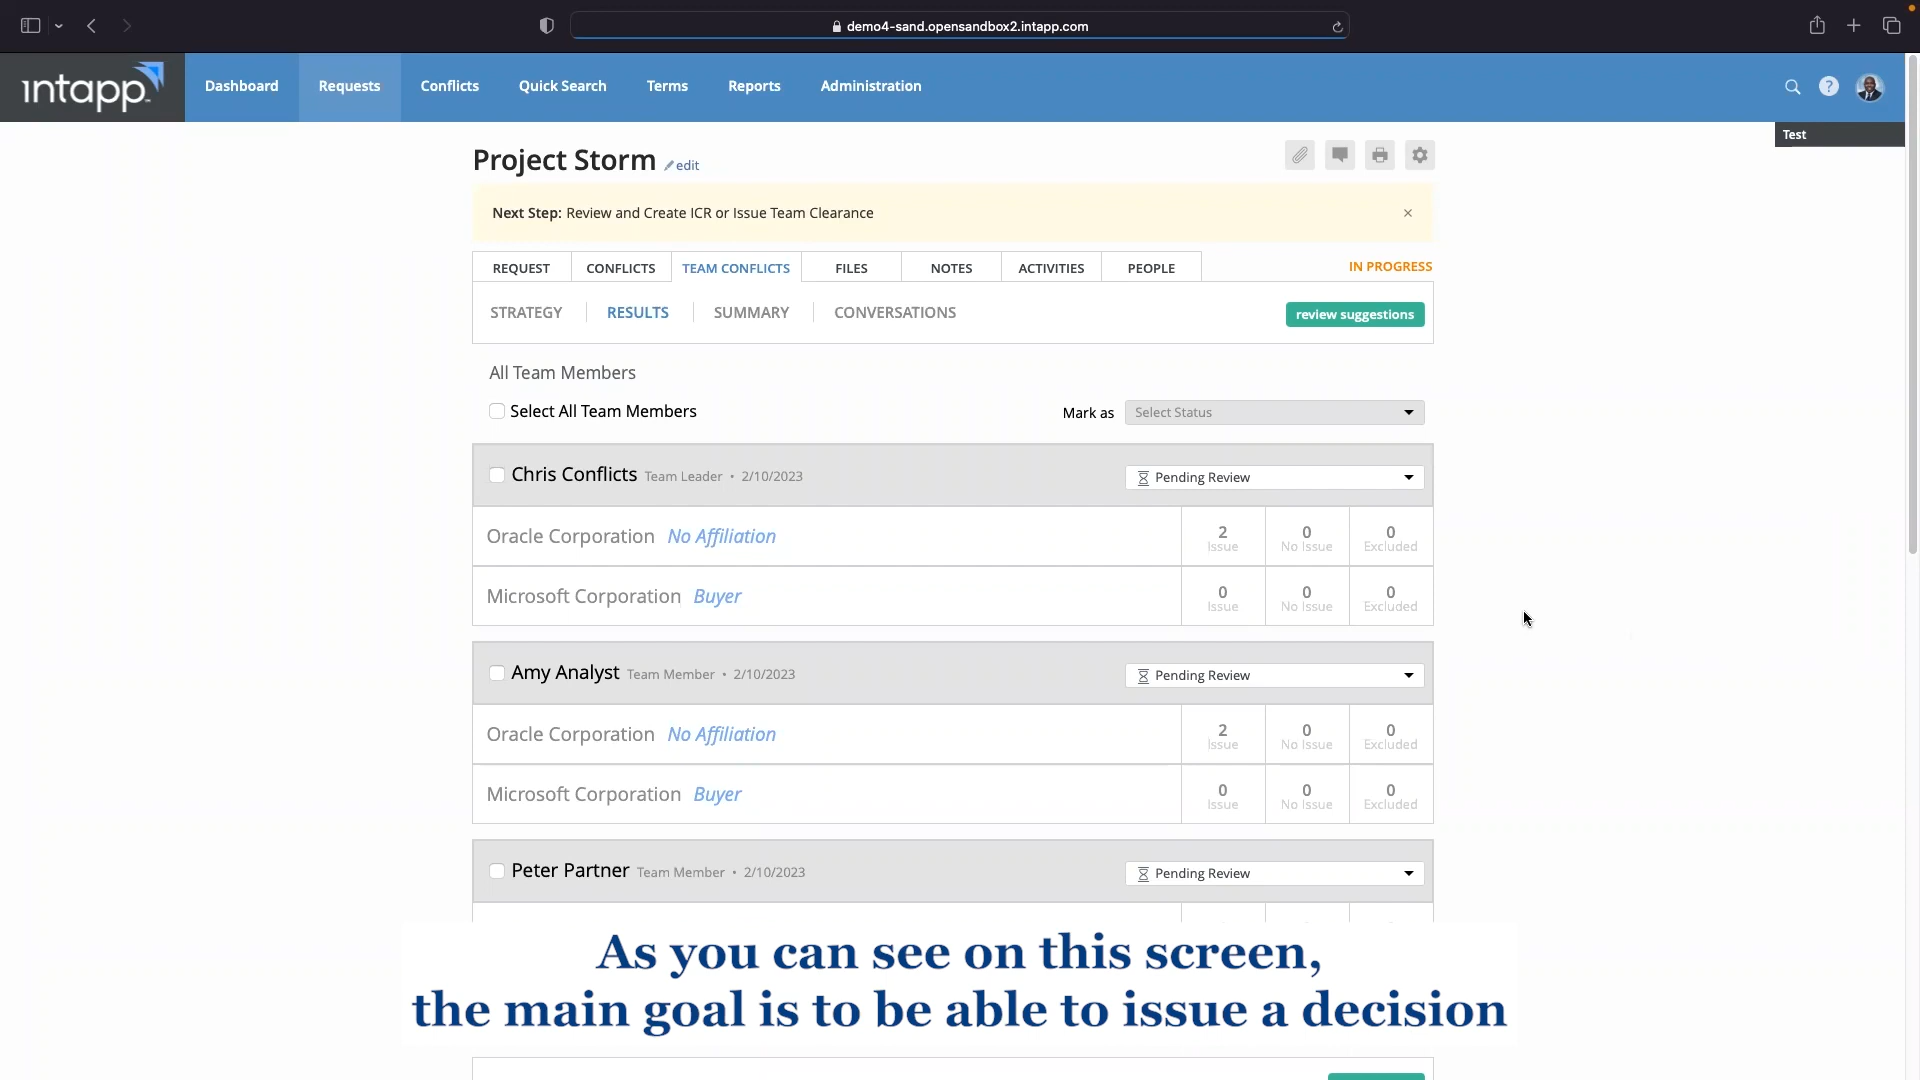 demo4-sand.opensandbox2.intapp.com
intapp
Dashboard Requests Conflicts Quick Search Terms Reports Administration
?
Test
Project Storm edit
Next Step: Review and Create ICR or Issue Team Clearance ×
REQUEST CONFLICTS TEAM CONFLICTS FILES NOTES ACTIVITIES PEOPLE IN PROGRESS
STRATEGY RESULTS SUMMARY CONVERSATIONS review suggestions
All Team Members
Select All Team Members Mark as Select Status
Chris Conflicts Team Leader • 2/10/2023 Pending Review
Oracle Corporation No Affiliation 2 0 0
Issue No Issue Excluded
Microsoft Corporation Buyer 0 0 0
Issue No Issue Excluded
Amy Analyst Team Member • 2/10/2023 Pending Review
Oracle Corporation No Affiliation 2 0 0
Issue No Issue Excluded
Microsoft Corporation Buyer 0 0 0
Issue No Issue Excluded
Peter Partner Team Member • 2/10/2023 Pending Review
As you can see on this screen,
the main goal is to be able to issue a decision